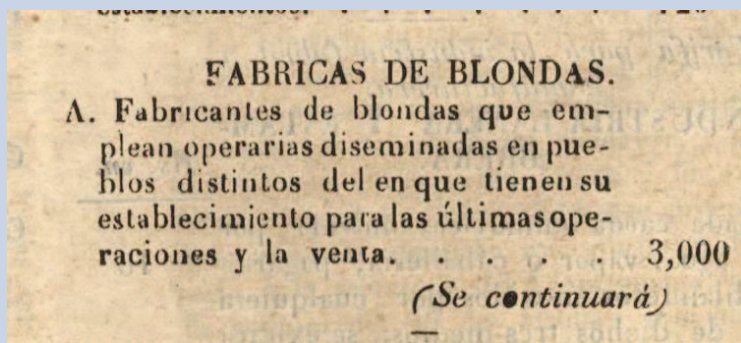 FABRICAS DE BLONDAS.
A. Fabricantes de blondas que em-
plean operarias diseminadas en pue-
blos distintos del en que tienen su
establecimiento para las últimas ope-
raciones y la venta. . . . . . 3,000
(Se continuará)